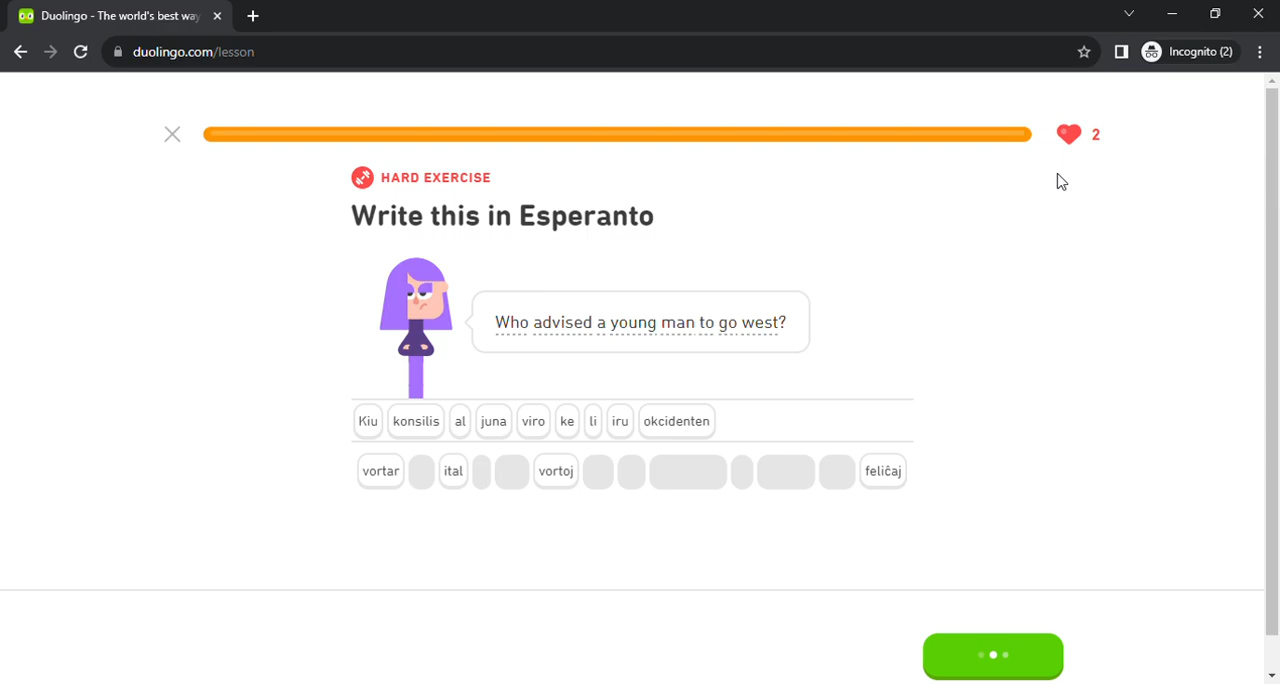 Duolingo - The world's best way
duolingo.com/lesson
Incognito (2)
2
HARD EXERCISE
Write this in Esperanto
Who advised a young man to go west?
Kiu konsilis al juna viro ke li iru okcidenten
vortar ital vortoj feliĉaj